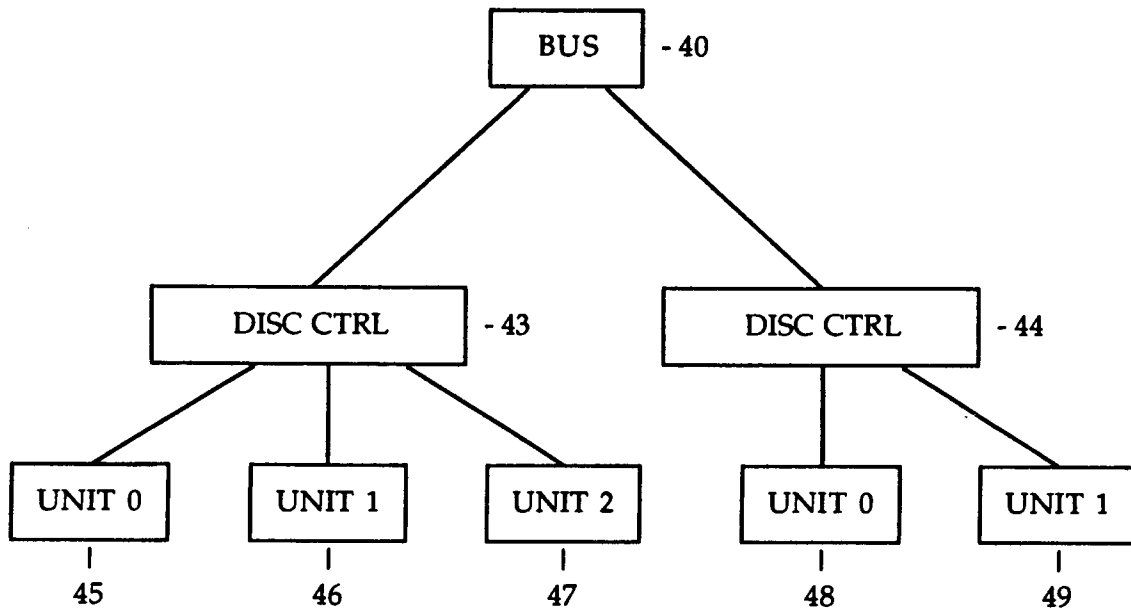 BUS - 40
DISC CTRL - 43 DISC CTRL - 44
UNIT 0 UNIT 1 UNIT 2 UNIT 0 UNIT 1
45 46 47 48 49